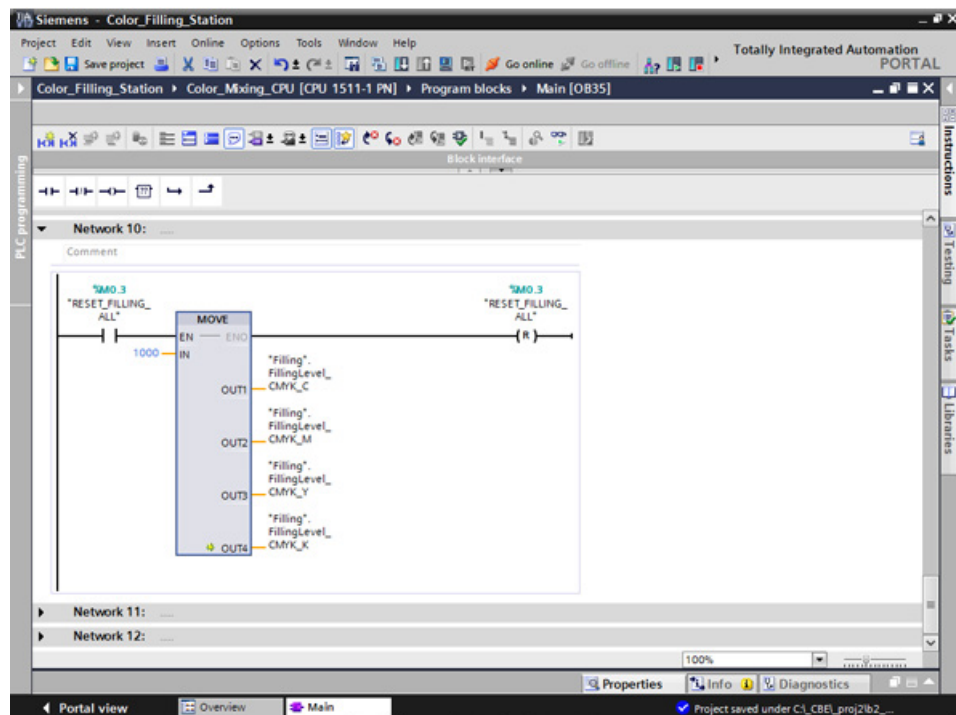 Siemens - Color_Filling_Station
Project Edit View Insert Online Options Tools Window Help
Totally Integrated Automation
PORTAL
Save project
Go online
Go offline
Color_Filling_Station ▸ Color_Mixing_CPU [CPU 1511-1 PN] ▸ Program blocks ▸ Main [OB35]
Block interface
PLC programming
Network 10: .....
Comment
%M0.3
"RESET_FILLING_
ALL"
%M0.3
"RESET_FILLING_
ALL"
MOVE
EN ENO
( R )
1000 IN
"Filling".
FillingLevel_
OUT1 CMYK_C
"Filling".
FillingLevel_
OUT2 CMYK_M
"Filling".
FillingLevel_
OUT3 CMYK_Y
"Filling".
FillingLevel_
OUT4 CMYK_K
Network 11: .....
Network 12: .....
100%
Properties Info Diagnostics
Portal view Overview Main
Project saved under C:\_CBE\_proj2\b2_...
Instructions
Testing
Tasks
Libraries